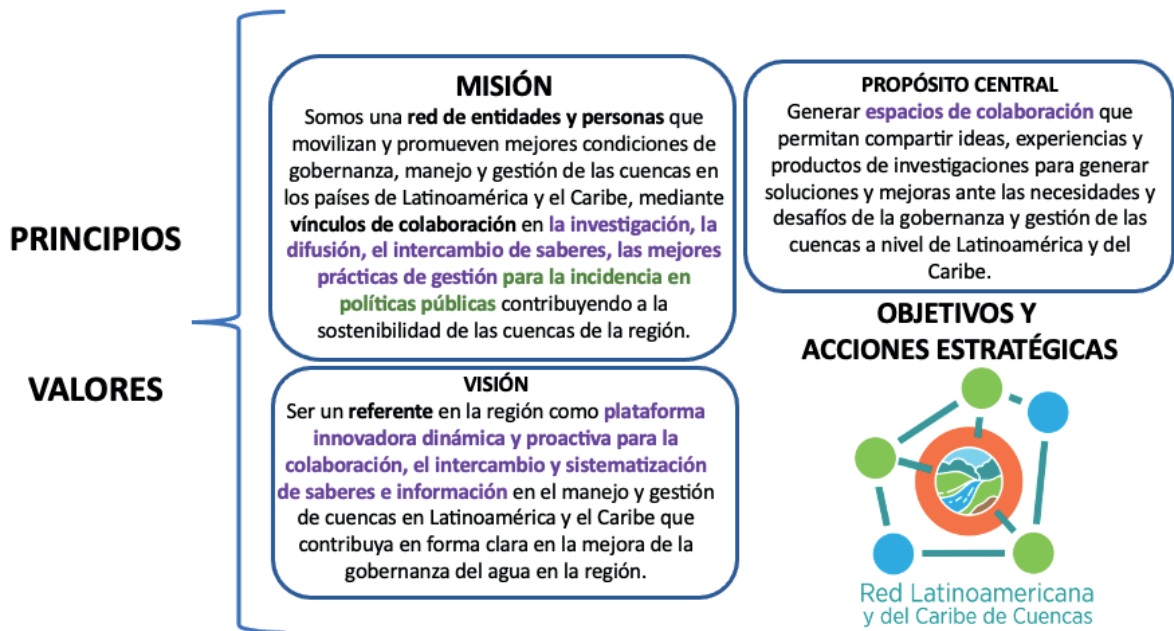 PRINCIPIOS
VALORES
MISIÓN
Somos una red de entidades y personas que
movilizan y promueven mejores condiciones de
gobernanza, manejo y gestión de las cuencas en
los países de Latinoamérica y el Caribe, mediante
vínculos de colaboración en la investigación, la
difusión, el intercambio de saberes, las mejores
prácticas de gestión para la incidencia en
políticas públicas contribuyendo a la
sostenibilidad de las cuencas de la región.
VISIÓN
Ser un referente en la región como plataforma
innovadora dinámica y proactiva para la
colaboración, el intercambio y sistematización
de saberes e información en el manejo y gestión
de cuencas en Latinoamérica y el Caribe que
contribuya en forma clara en la mejora de la
gobernanza del agua en la región.
PROPÓSITO CENTRAL
Generar espacios de colaboración que
permitan compartir ideas, experiencias y
productos de investigaciones para generar
soluciones y mejoras ante las necesidades y
desafíos de la gobernanza y gestión de las
cuencas a nivel de Latinoamérica y del
Caribe.
OBJETIVOS Y
ACCIONES ESTRATÉGICAS
Red Latinoamericana
y del Caribe de Cuencas